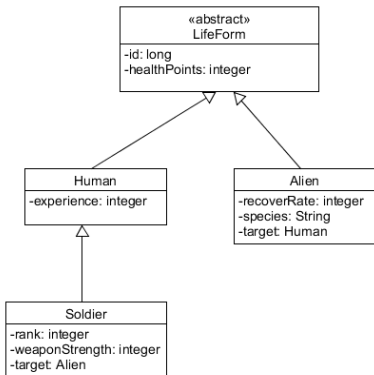 «abstract»
LifeForm
-id: long
-healthPoints: integer
Human
-experience: integer
Alien
-recoverRate: integer
-species: String
-target: Human
Soldier
-rank: integer
-weaponStrength: integer
-target: Alien